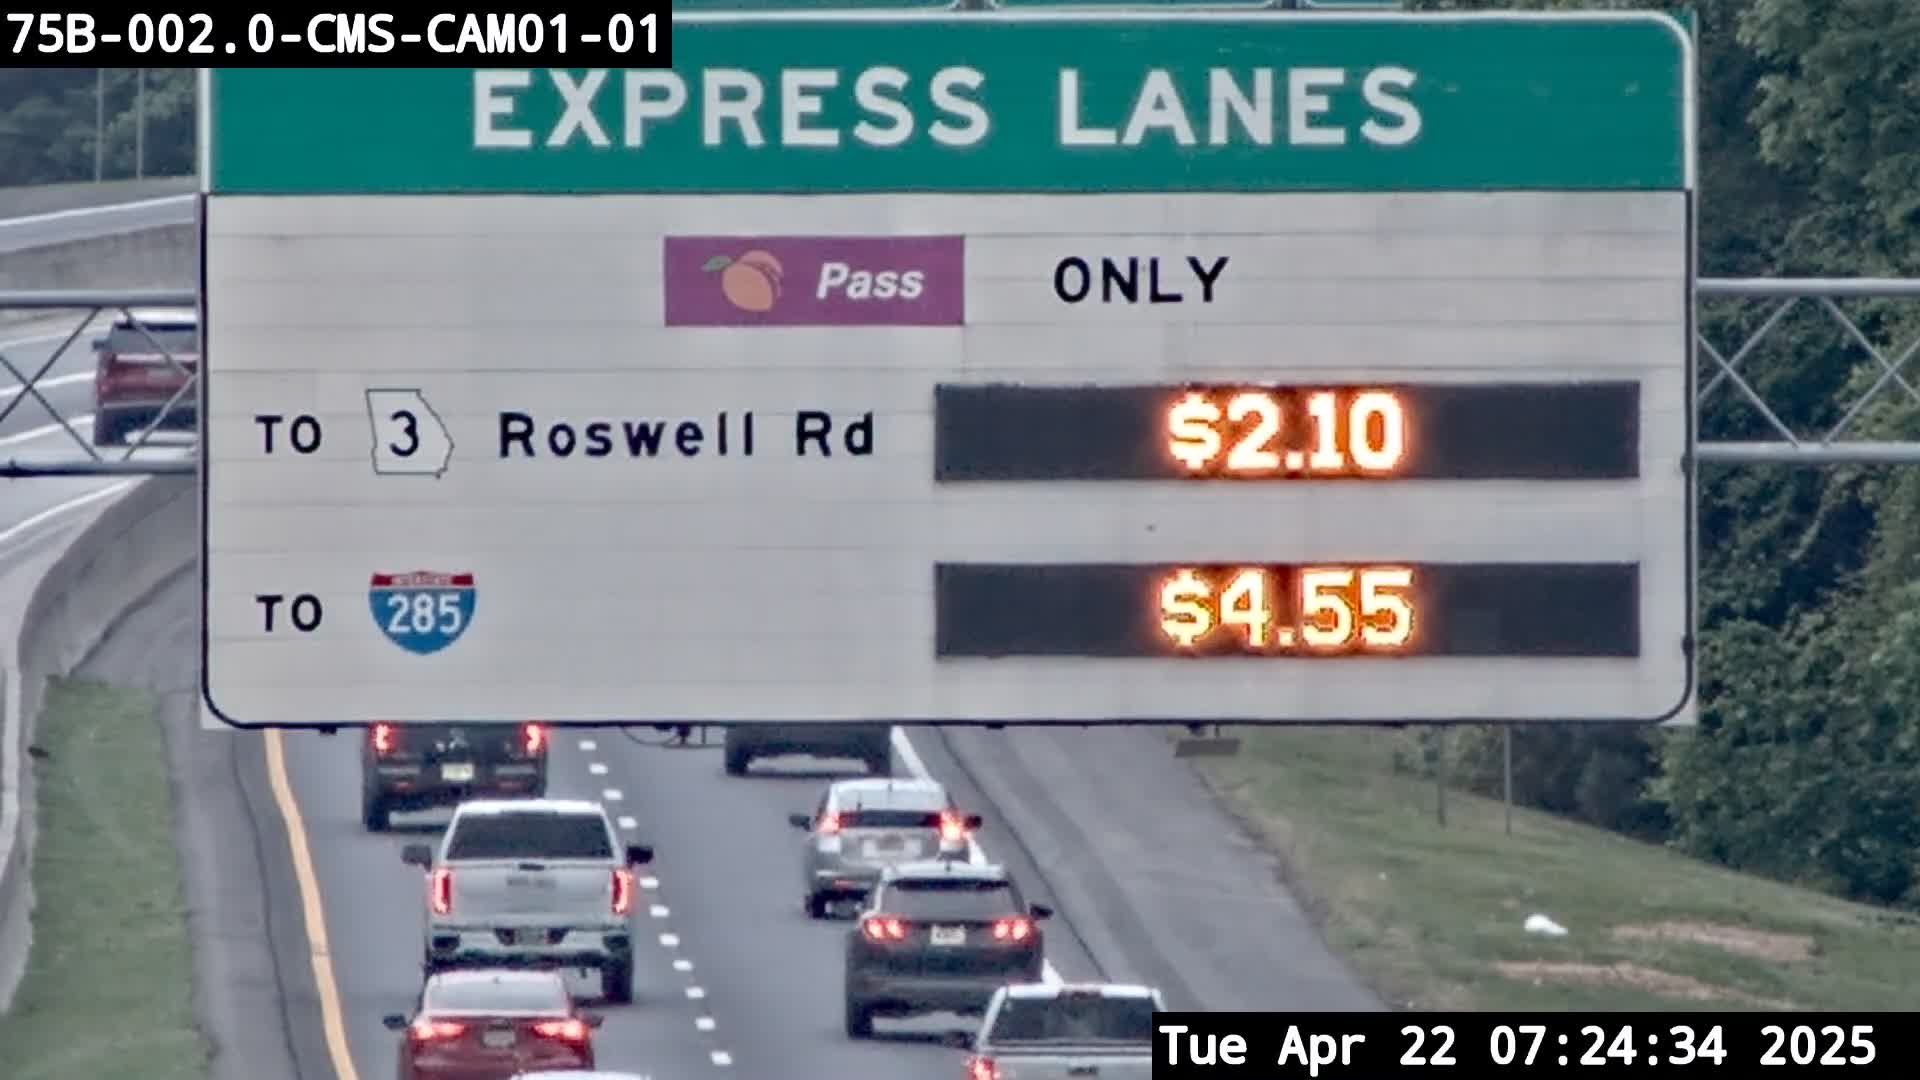 75B-002.0-CMS-CAM01-01
EXPRESS LANES
Pass ONLY
TO 3 Roswell Rd $2.10
TO 285 $4.55
Tue Apr 22 07:24:34 2025